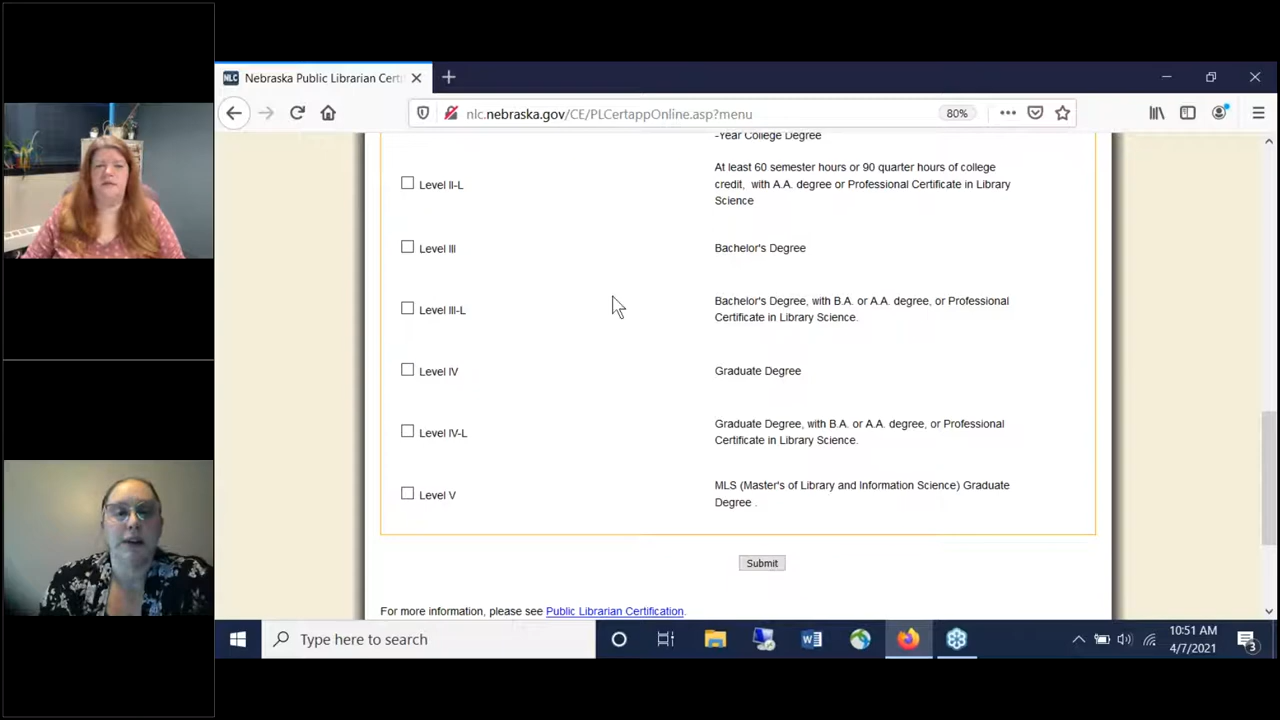 NLC Nebraska Public Librarian Cert
nlc.nebraska.gov/CE/PLCertappOnline.asp?menu
80%
-Year College Degree
Level II-L
At least 60 semester hours or 90 quarter hours of college
credit, with A.A. degree or Professional Certificate in Library
Science
Level III
Bachelor's Degree
Level III-L
Bachelor's Degree, with B.A. or A.A. degree, or Professional
Certificate in Library Science.
Level IV
Graduate Degree
Level IV-L
Graduate Degree, with B.A. or A.A. degree, or Professional
Certificate in Library Science.
Level V
MLS (Master's of Library and Information Science) Graduate
Degree .
Submit
For more information, please see Public Librarian Certification.
Type here to search
10:51 AM
4/7/2021
3